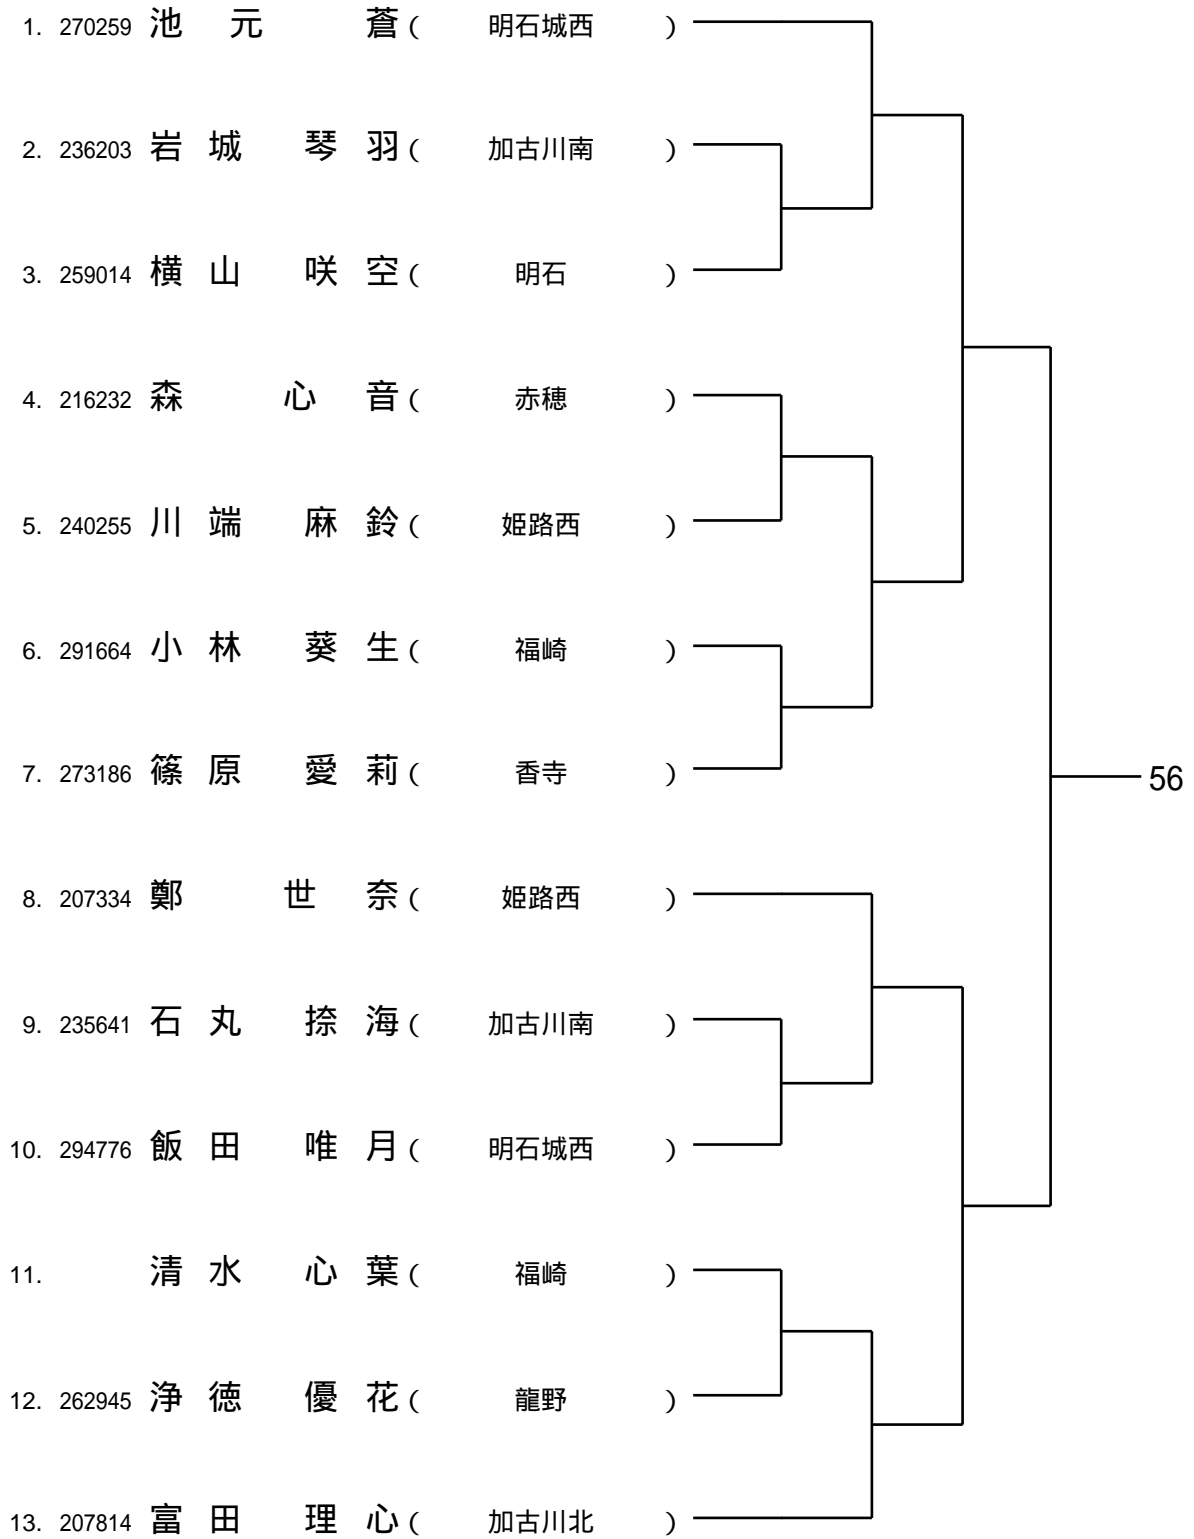 1. 270259 池 元 蒼 ( 明石城西 )
2. 236203 岩 城 琴 羽 ( 加古川南 )
3. 259014 横 山 咲 空 ( 明石 )
4. 216232 森 心 音 ( 赤穂 )
5. 240255 川 端 麻 鈴 ( 姫路西 )
6. 291664 小 林 葵 生 ( 福崎 )
7. 273186 篠 原 愛 莉 ( 香寺 )
56
8. 207334 鄭 世 奈 ( 姫路西 )
9. 235641 石 丸 捺 海 ( 加古川南 )
10. 294776 飯 田 唯 月 ( 明石城西 )
11. 清 水 心 葉 ( 福崎 )
12. 262945 浄 徳 優 花 ( 龍野 )
13. 207814 富 田 理 心 ( 加古川北 )